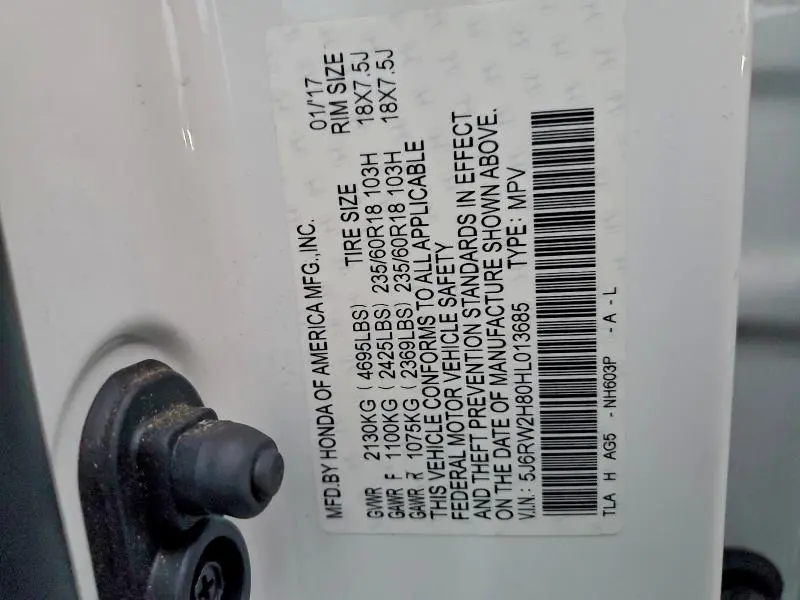 MFD.BY HONDA OF AMERICA MFG.,INC. 01/'17
TIRE SIZE RIM SIZE
GVWR 2130KG ( 4695LBS)
GAWR F 1100KG ( 2425LBS) 235/60R18 103H 18X7.5J
GAWR R 1075KG ( 2369LBS) 235/60R18 103H 18X7.5J
THIS VEHICLE CONFORMS TO ALL APPLICABLE
FEDERAL MOTOR VEHICLE SAFETY
AND THEFT PREVENTION STANDARDS IN EFFECT
ON THE DATE OF MANUFACTURE SHOWN ABOVE.
V.I.N.: 5J6RW2H80HL013685 TYPE: MPV
TLA H AG5 - NH603P - A - L